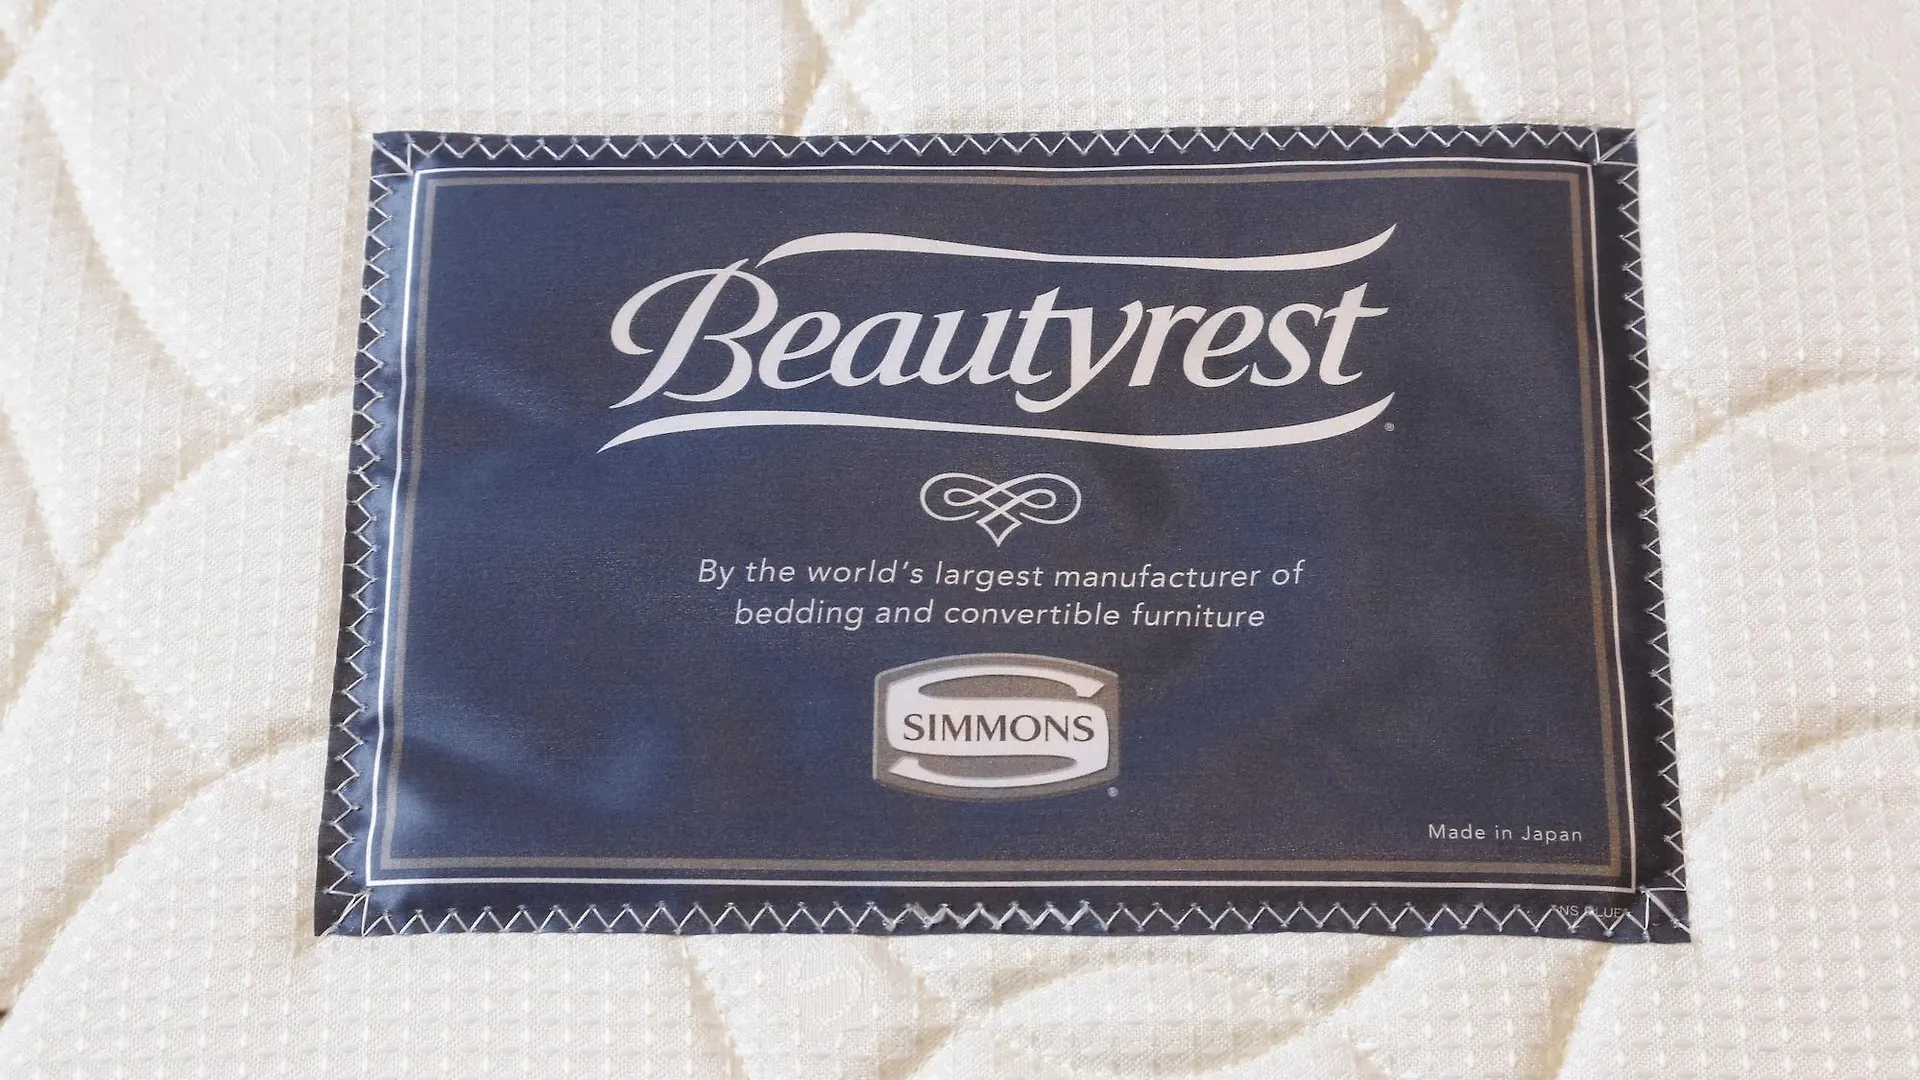 Beautyrest®
By the world's largest manufacturer of
bedding and convertible furniture
SIMMONS®
Made in Japan